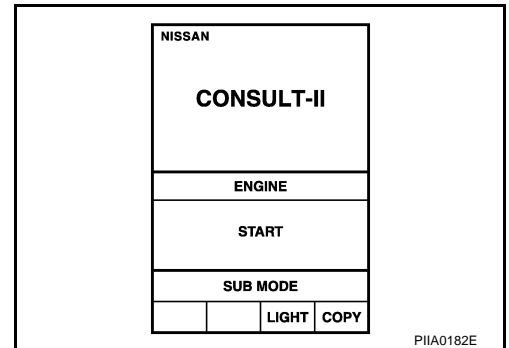 NISSAN
CONSULT-II
ENGINE
START
SUB MODE
LIGHT COPY
PIIA0182E